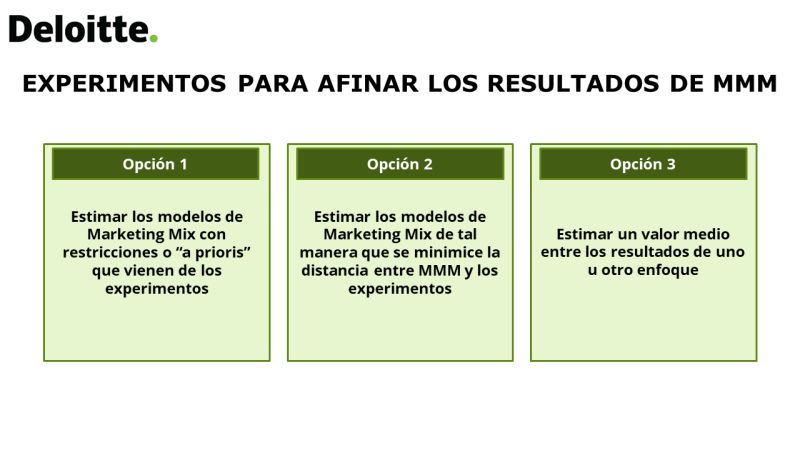 Deloitte.
EXPERIMENTOS PARA AFINAR LOS RESULTADOS DE MMM
Opción 1
Estimar los modelos de
Marketing Mix con
restricciones o “a prioris”
que vienen de los
experimentos
Opción 2
Estimar los modelos de
Marketing Mix de tal
manera que se minimice la
distancia entre MMM y los
experimentos
Opción 3
Estimar un valor medio
entre los resultados de uno
u otro enfoque